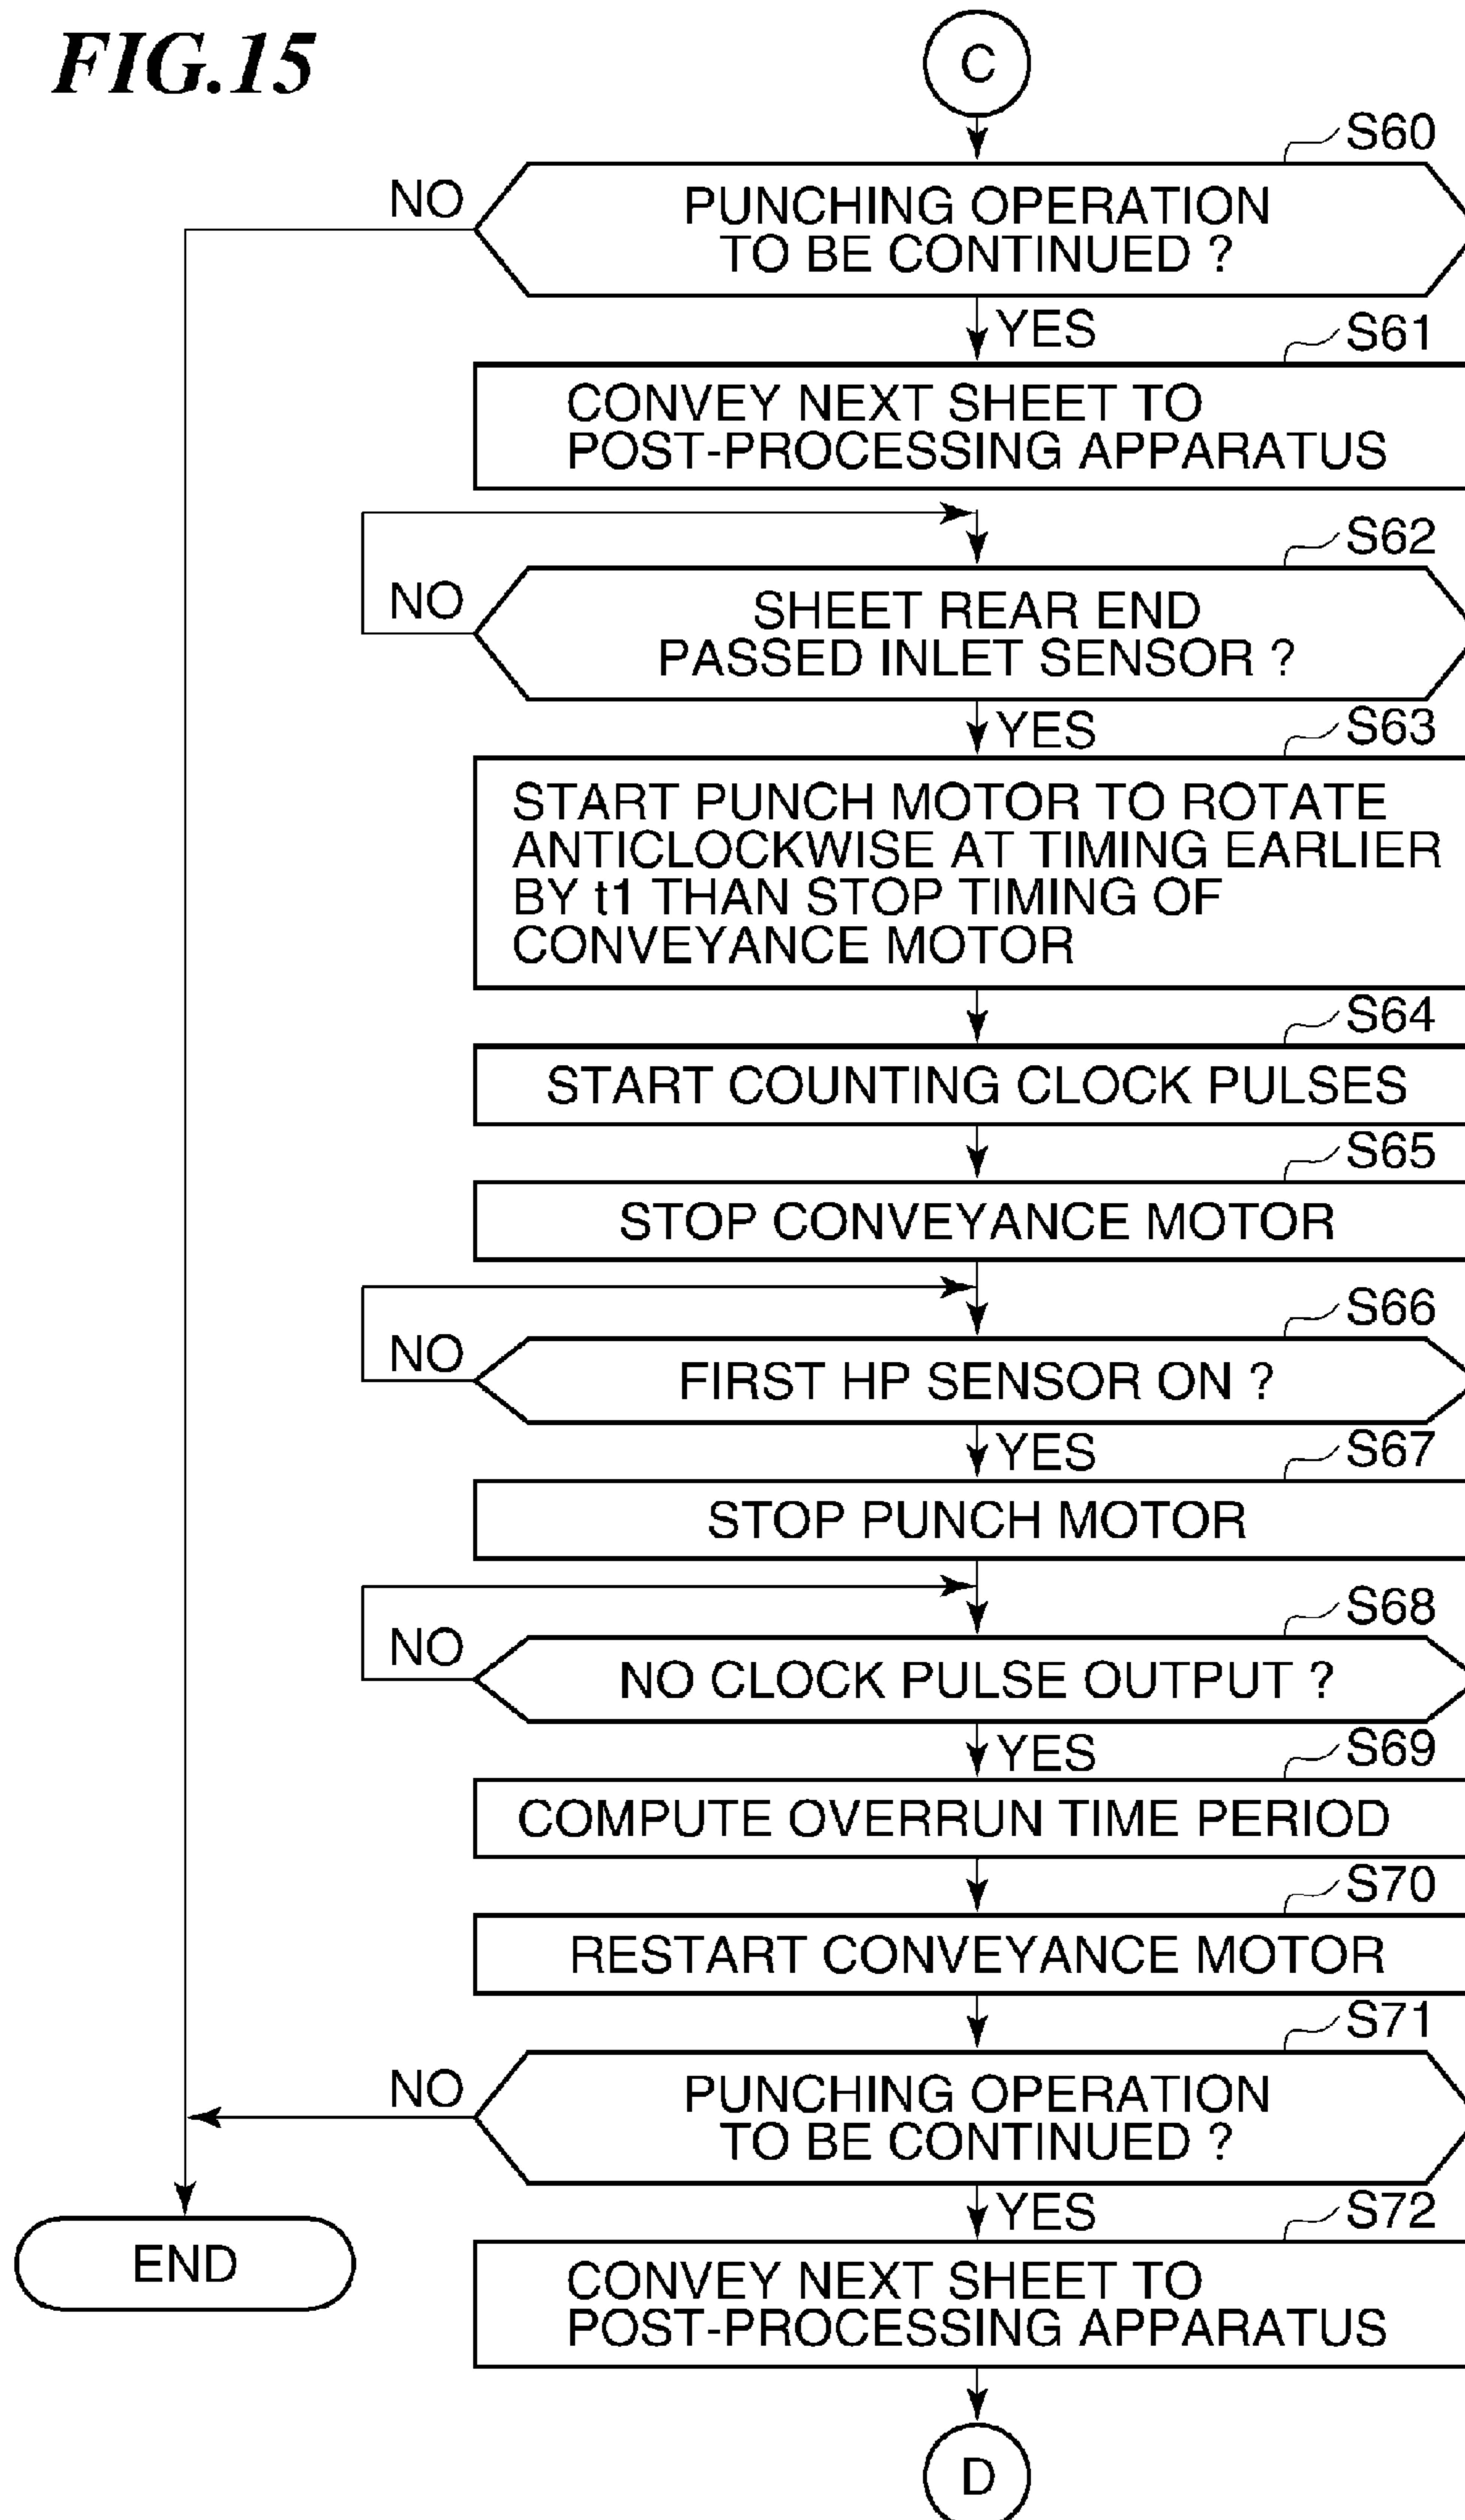 FIG.15
C
S60
NO
PUNCHING OPERATION
TO BE CONTINUED ?
YES
S61
CONVEY NEXT SHEET TO
POST-PROCESSING APPARATUS
S62
NO
SHEET REAR END
PASSED INLET SENSOR ?
YES
S63
START PUNCH MOTOR TO ROTATE
ANTICLOCKWISE AT TIMING EARLIER
BY t1 THAN STOP TIMING OF
CONVEYANCE MOTOR
S64
START COUNTING CLOCK PULSES
S65
STOP CONVEYANCE MOTOR
S66
NO
FIRST HP SENSOR ON ?
YES
S67
STOP PUNCH MOTOR
S68
NO
NO CLOCK PULSE OUTPUT ?
YES
S69
COMPUTE OVERRUN TIME PERIOD
S70
RESTART CONVEYANCE MOTOR
S71
NO
PUNCHING OPERATION
TO BE CONTINUED ?
YES
S72
END
CONVEY NEXT SHEET TO
POST-PROCESSING APPARATUS
D